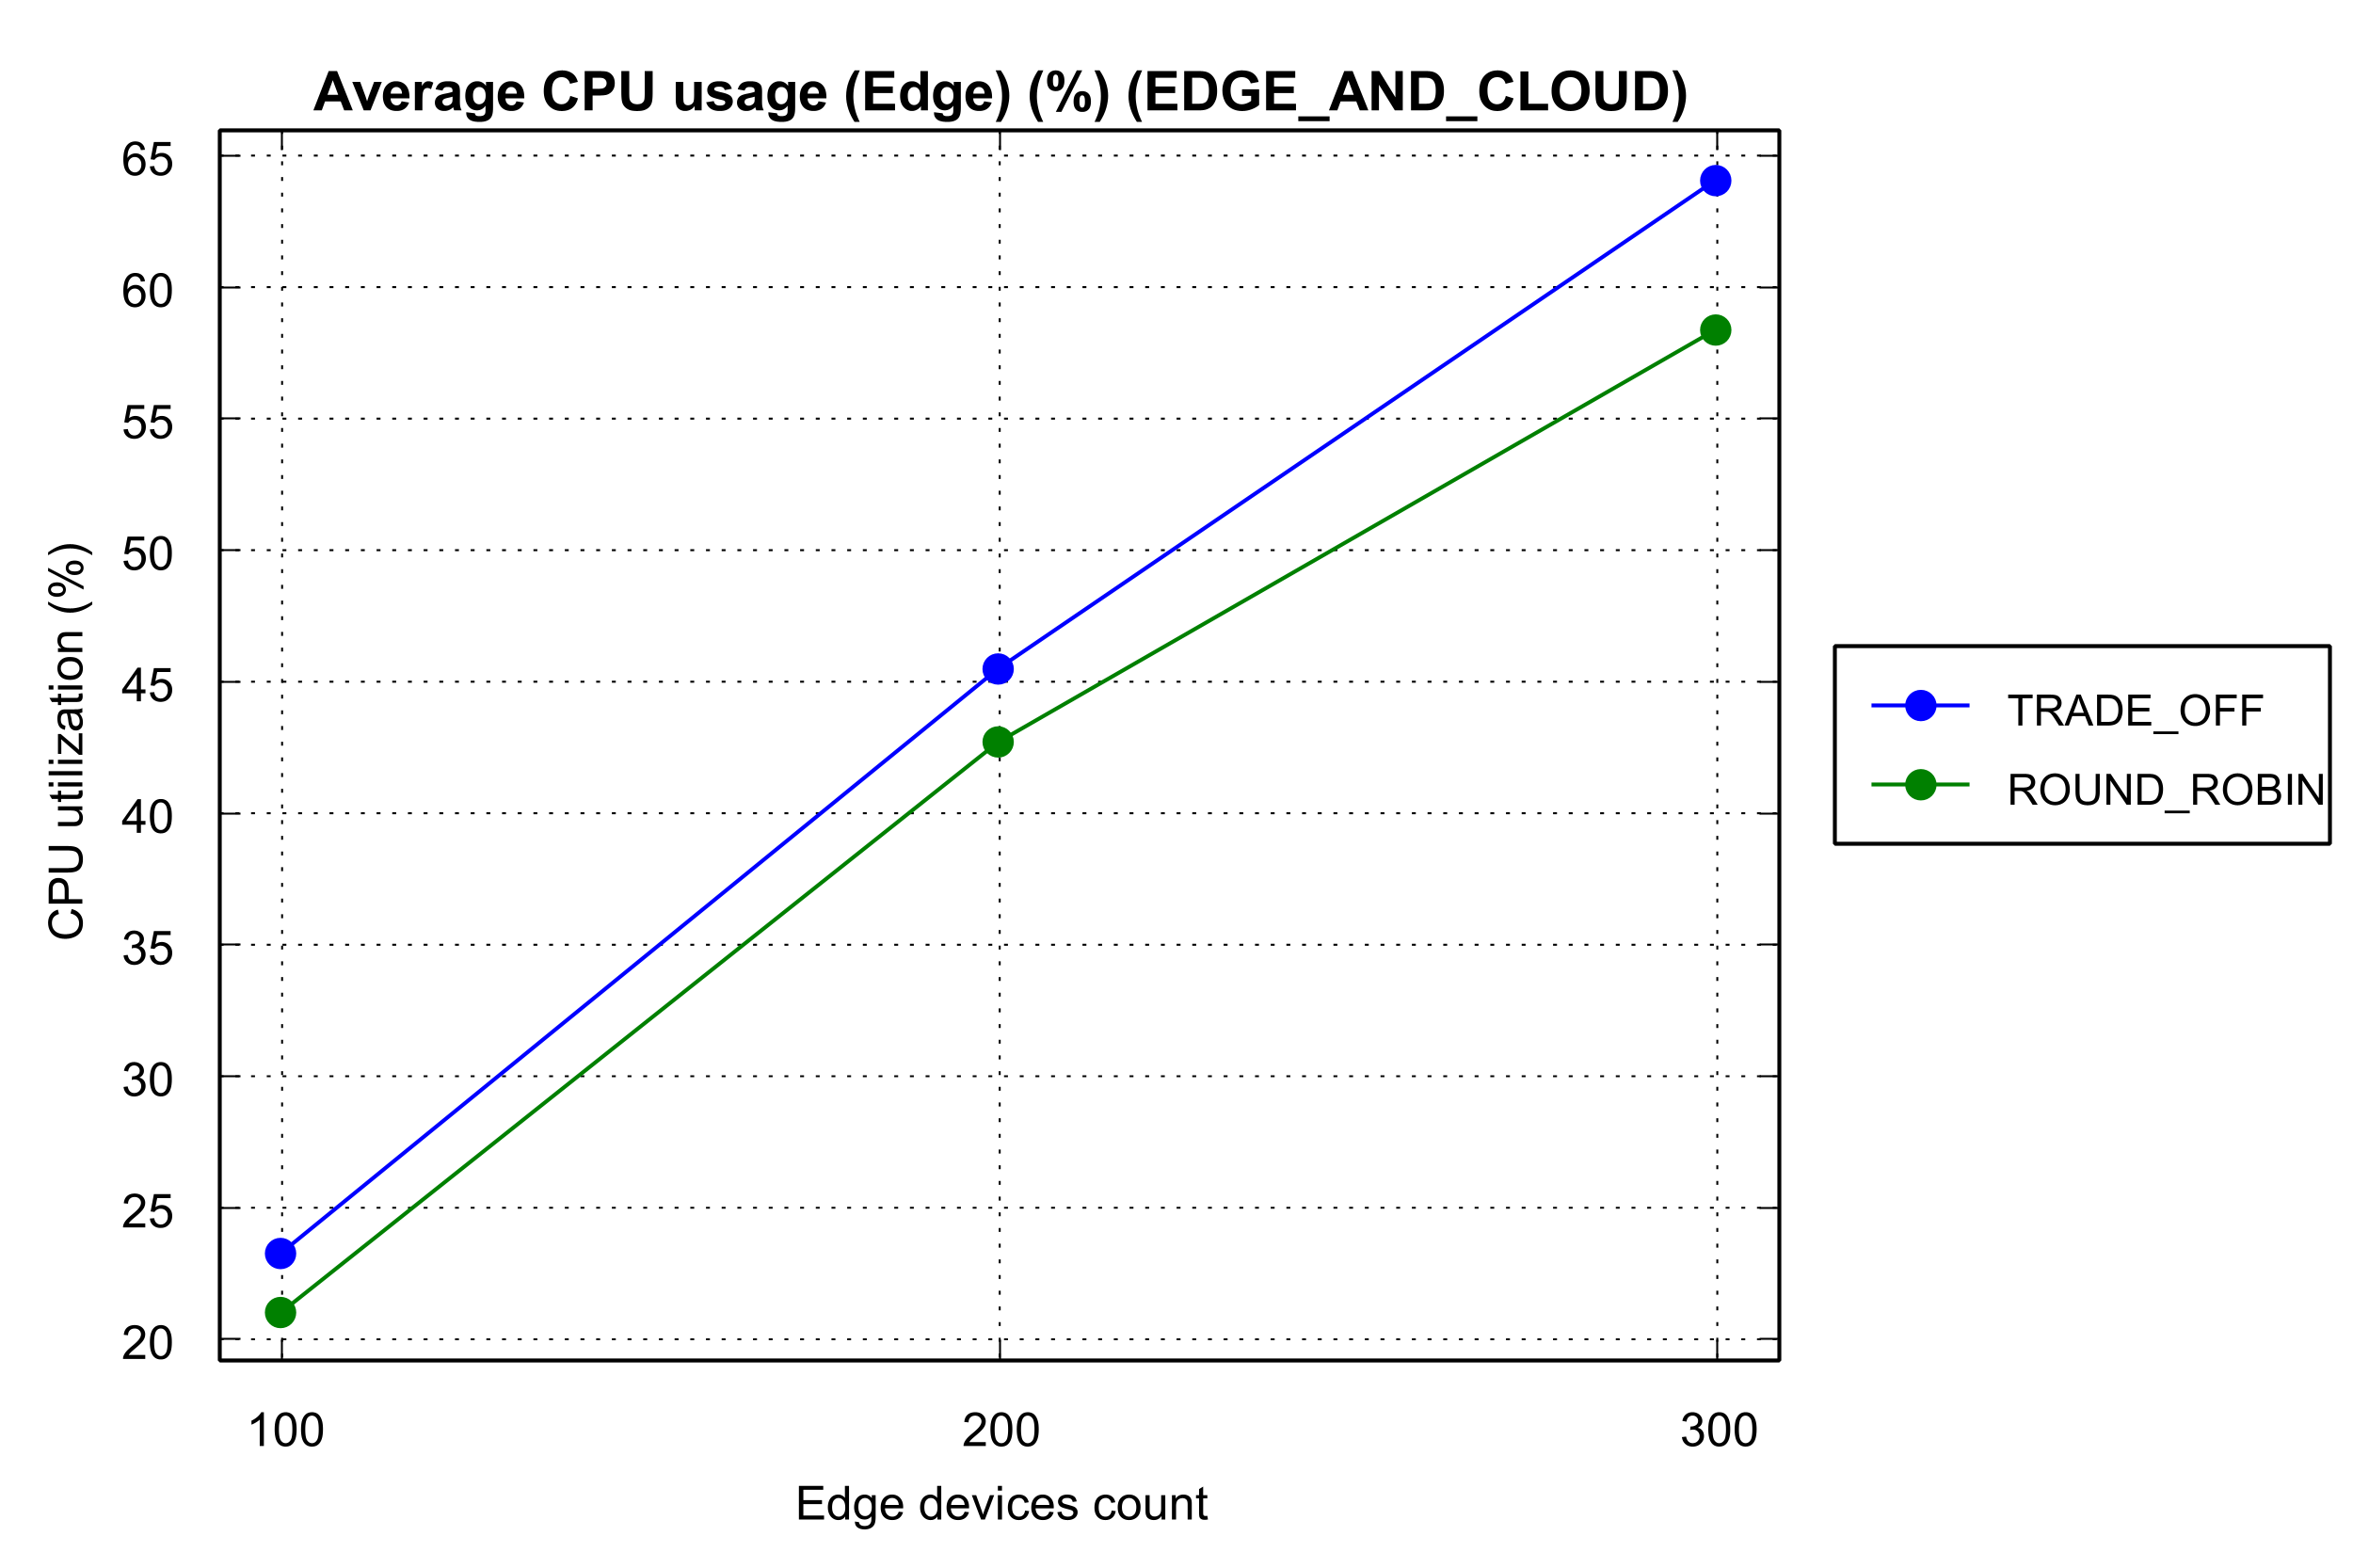 Average CPU usage (Edge) (%) (EDGE_AND_CLOUD)
CPU utilization (%)
65
60
55
50
45
40
35
30
25
20
100 200 300
Edge devices count
TRADE_OFF
ROUND_ROBIN